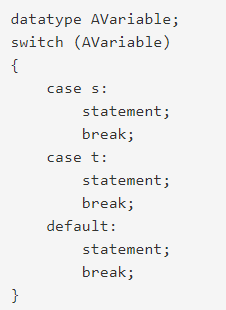 datatype AVariable;
switch (AVariable)
{
    case s:
        statement;
        break;
    case t:
        statement;
        break;
    default:
        statement;
        break;
}